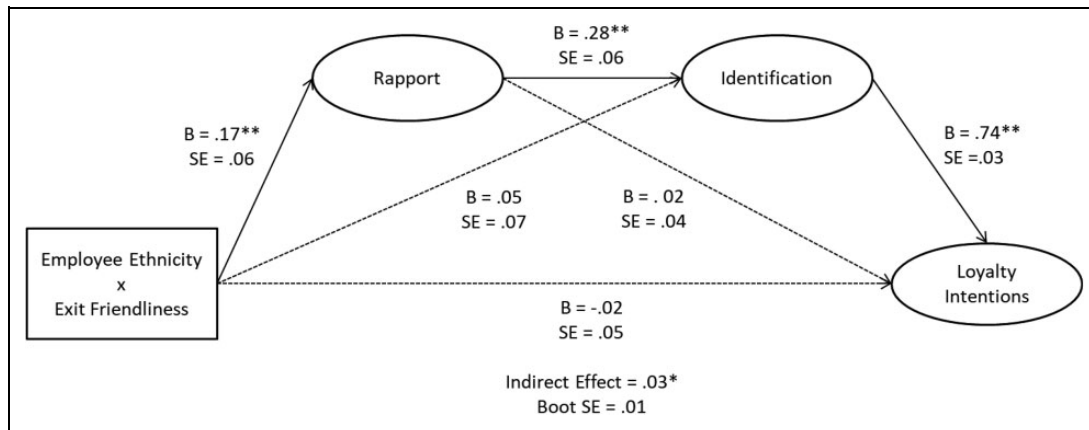 B = .28**
SE = .06
Rapport
Identification
B = .17**
SE = .06
B = .74**
SE =.03
B = .05
SE = .07
B = . 02
SE = .04
Employee Ethnicity
x
Exit Friendliness
Loyalty
Intentions
B = -.02
SE = .05
Indirect Effect = .03*
Boot SE = .01